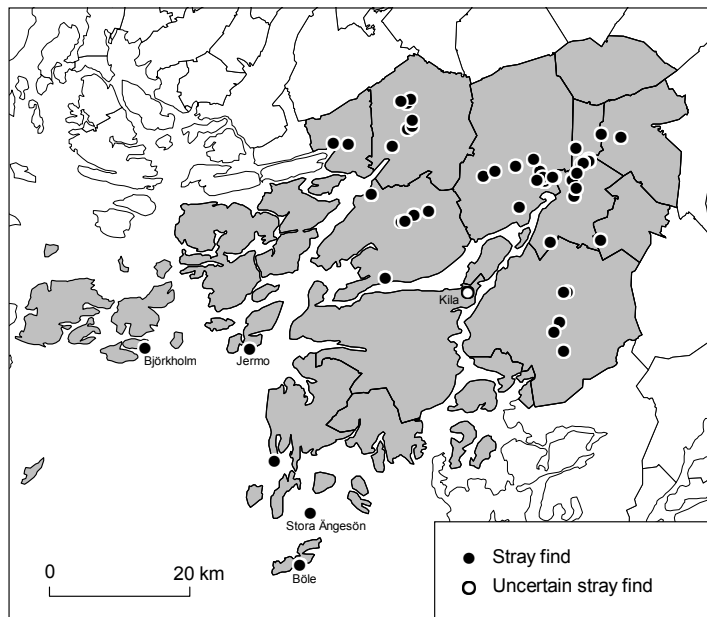 Kila
Björkholm
Jermo
Stora Ängesön
Böle
0 20 km
Stray find
Uncertain stray find